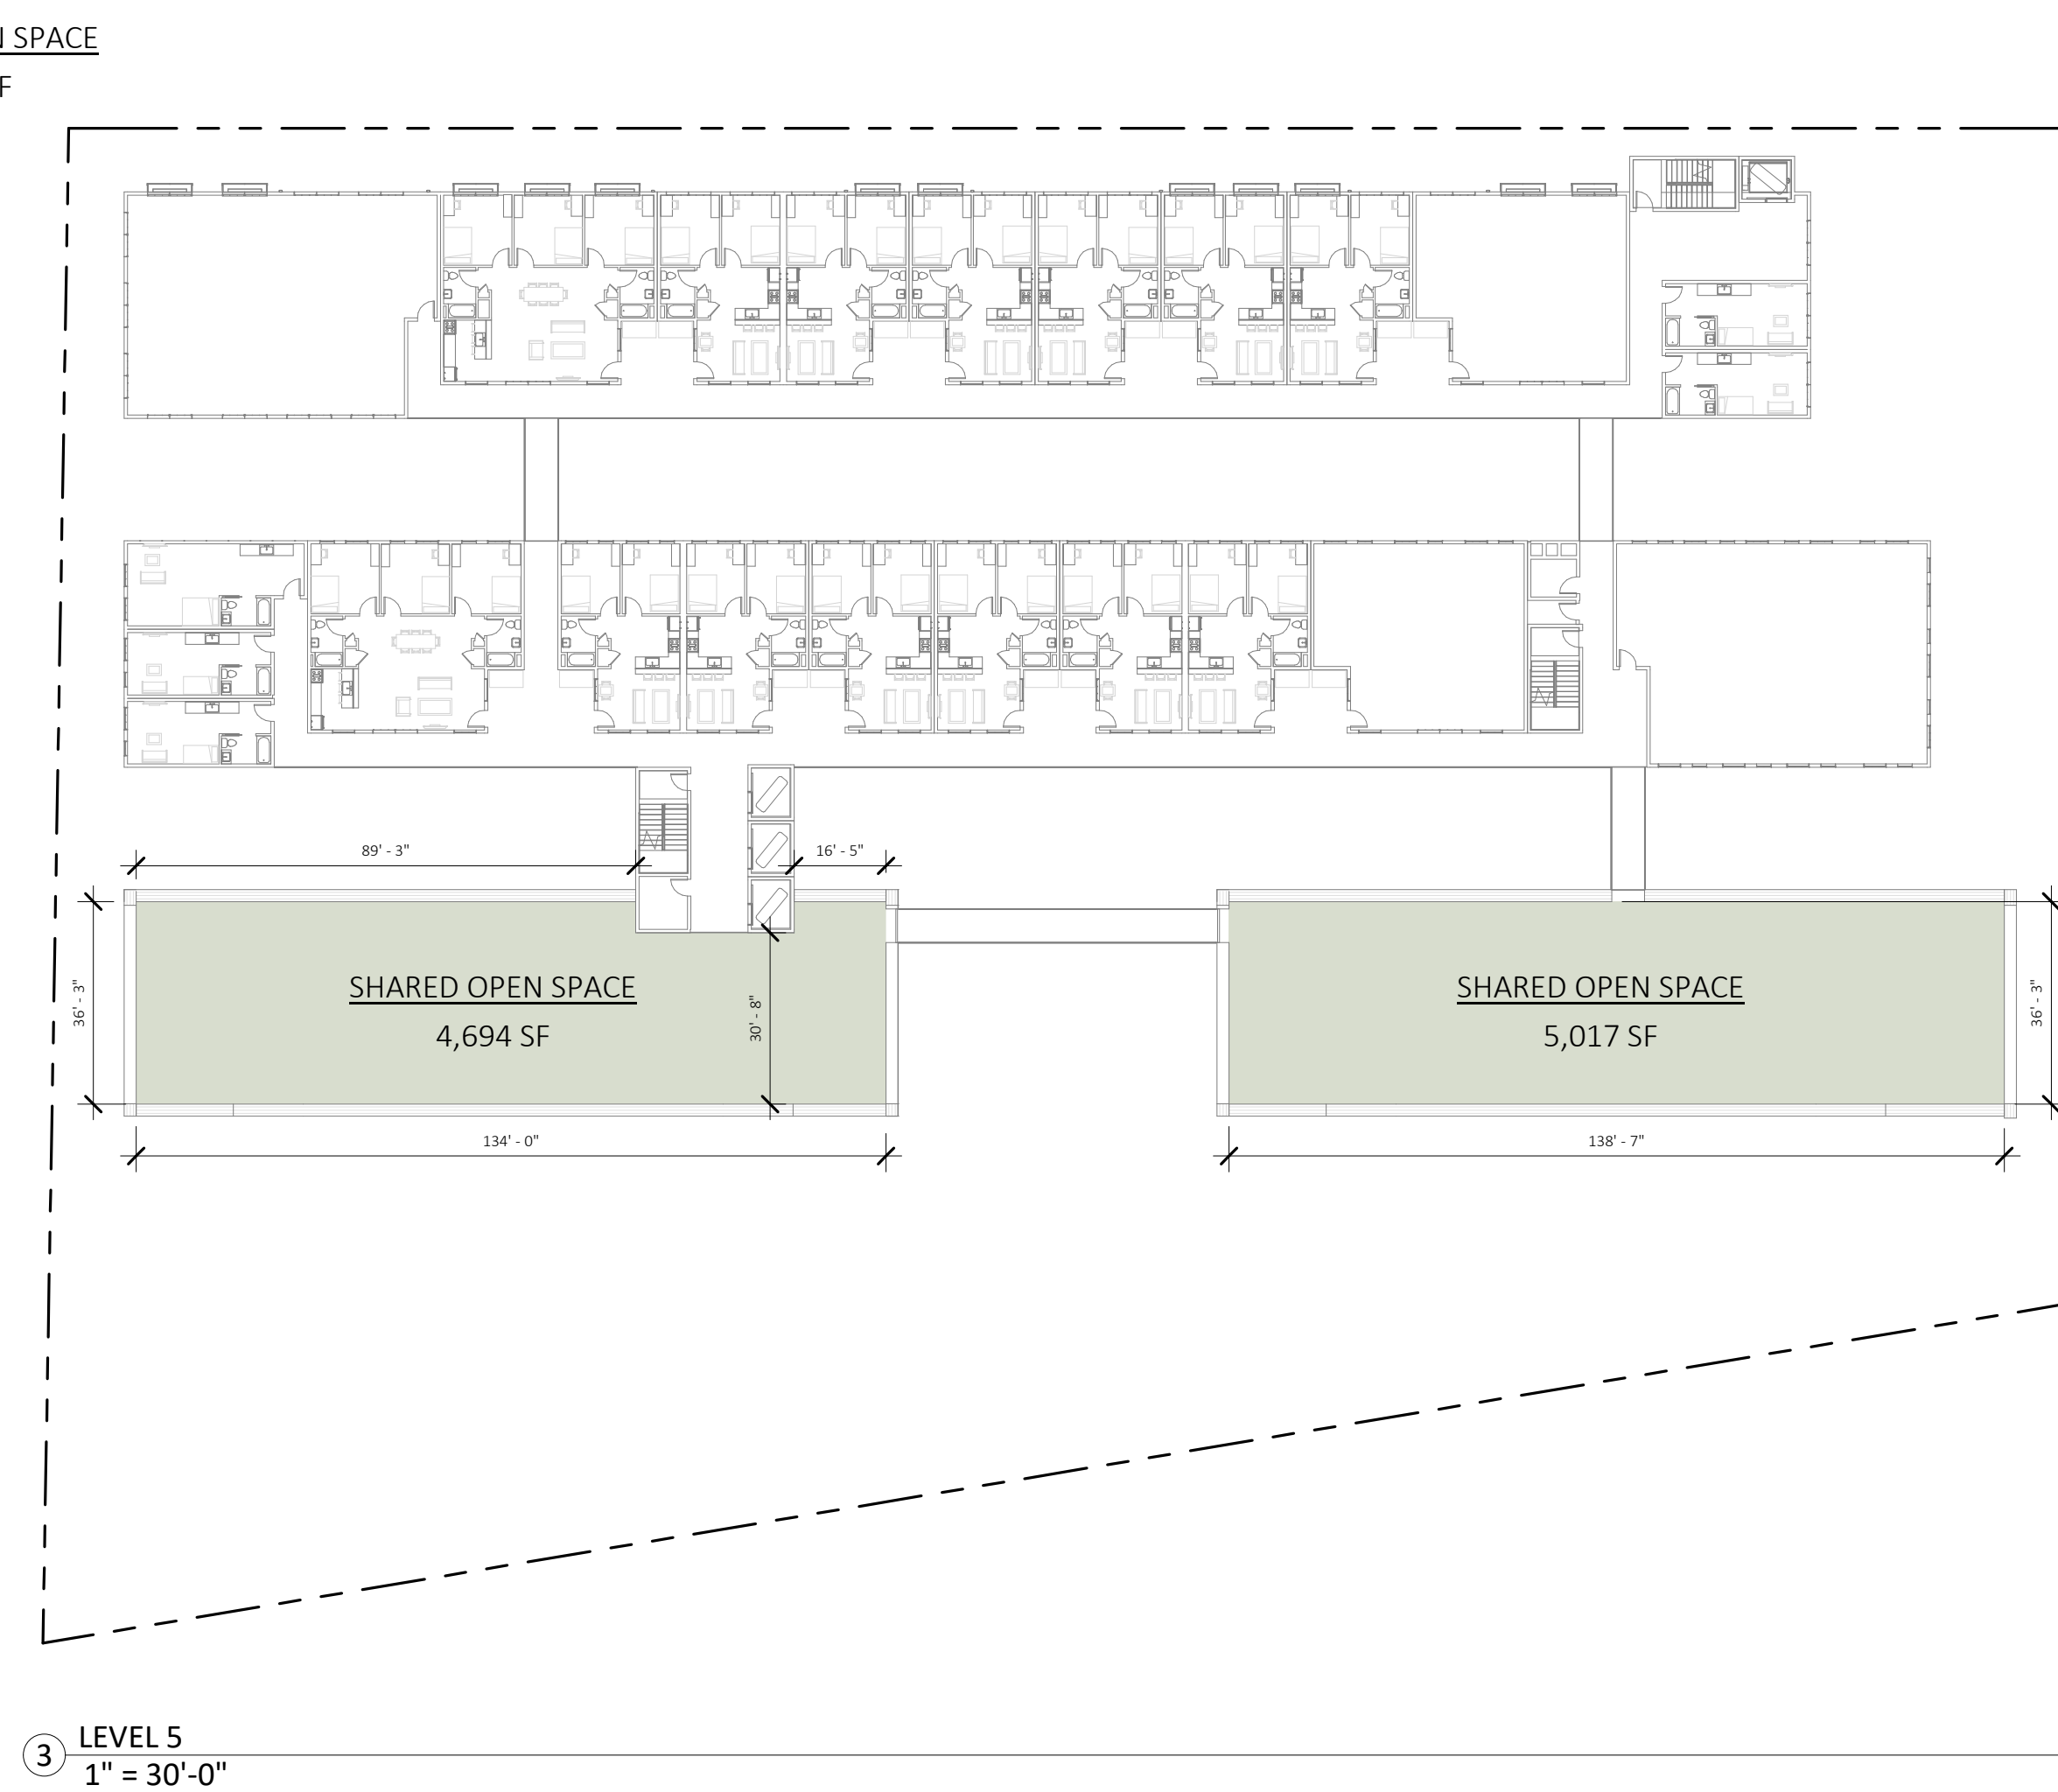 SPACE
F
89' - 3"
16' - 5"
36' - 3"
SHARED OPEN SPACE
4,694 SF
30' - 8"
SHARED OPEN SPACE
5,017 SF
36' - 3"
134' - 0"
138' - 7"
3
LEVEL 5
1" = 30'-0"